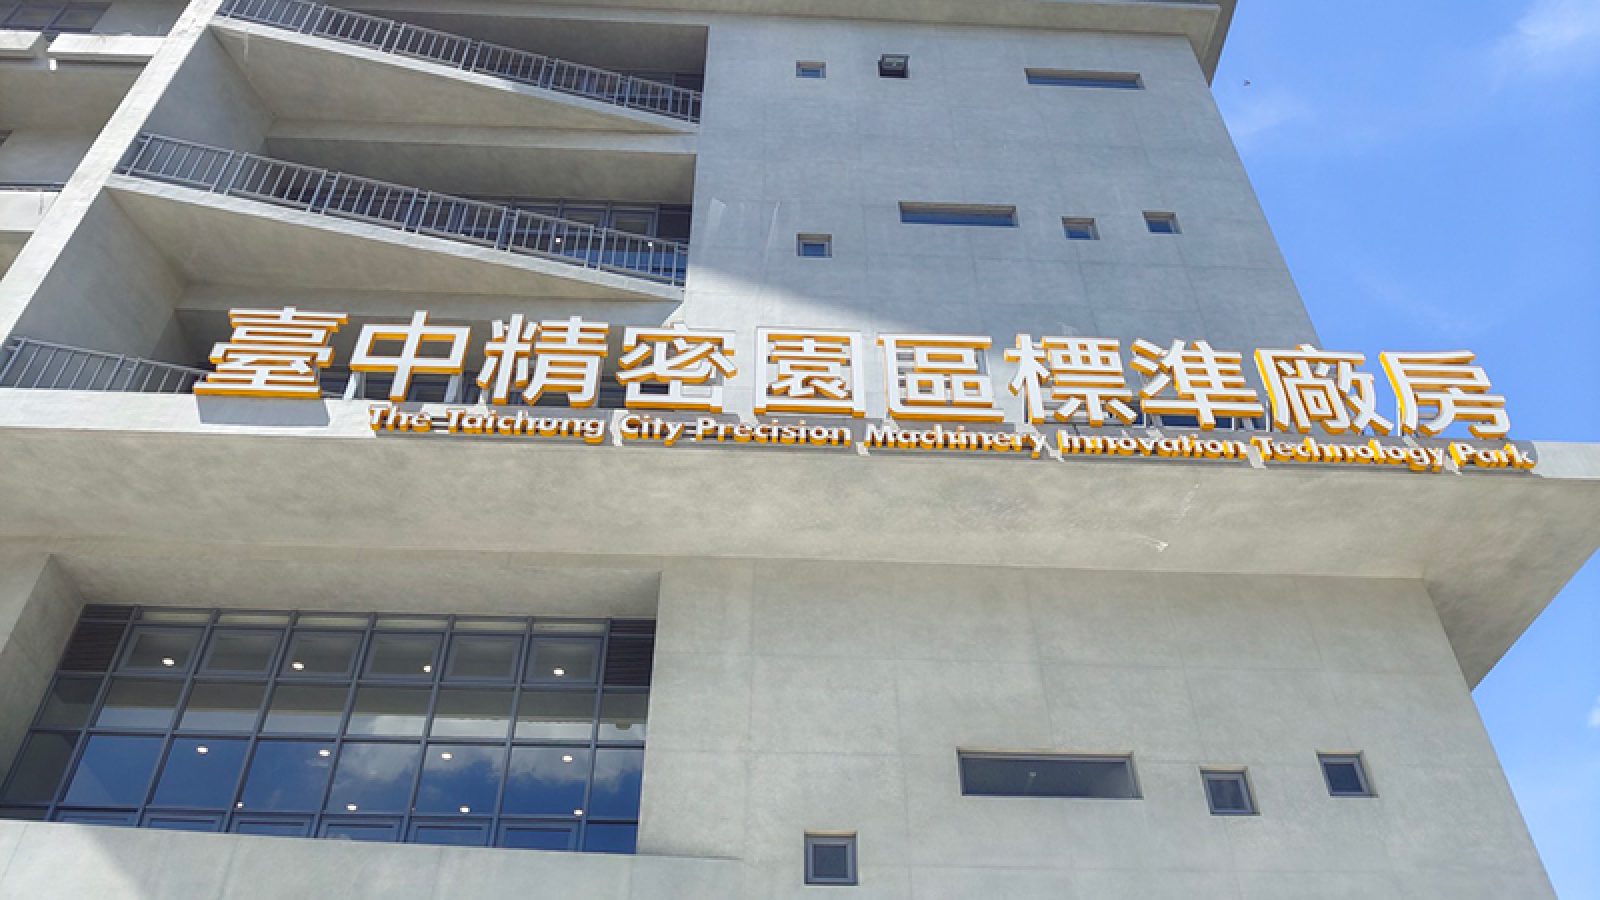 臺中精密園區標準廠房
The Taichung City Precision Machinery Innovation Technology Park